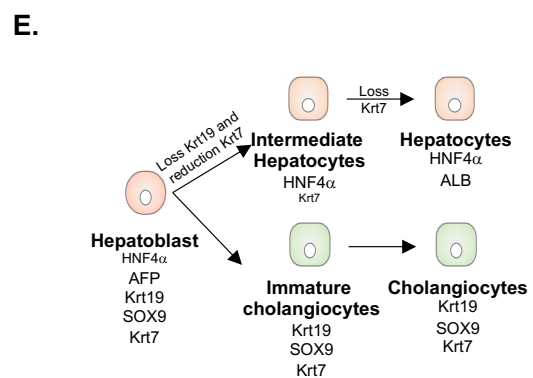 E.
Loss Krt19 and
reduction Krt7
Loss
Krt7
Intermediate
Hepatocytes
HNF4α
Krt7
Hepatocytes
HNF4α
ALB
Hepatoblast
HNF4α
AFP
Krt19
SOX9
Krt7
Immature
cholangiocytes
Krt19
SOX9
Krt7
Cholangiocytes
Krt19
SOX9
Krt7